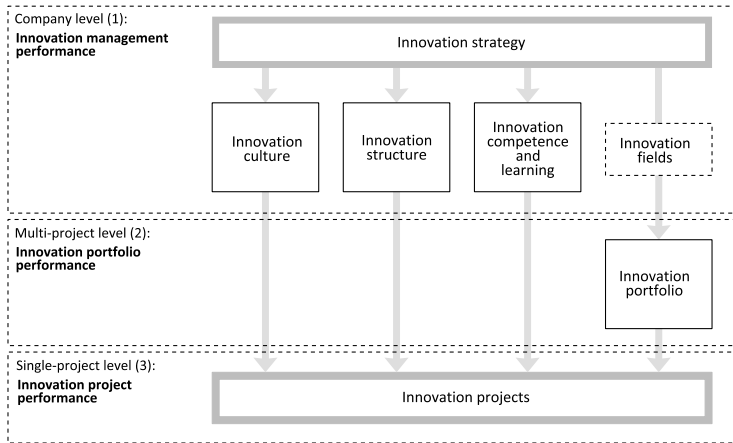 Company level (1):
Innovation management
performance
Innovation strategy
Innovation
culture
Innovation
structure
Innovation
competence
and
learning
Innovation
fields
Multi-project level (2):
Innovation portfolio
performance
Innovation
portfolio
Single-project level (3):
Innovation project
performance
Innovation projects